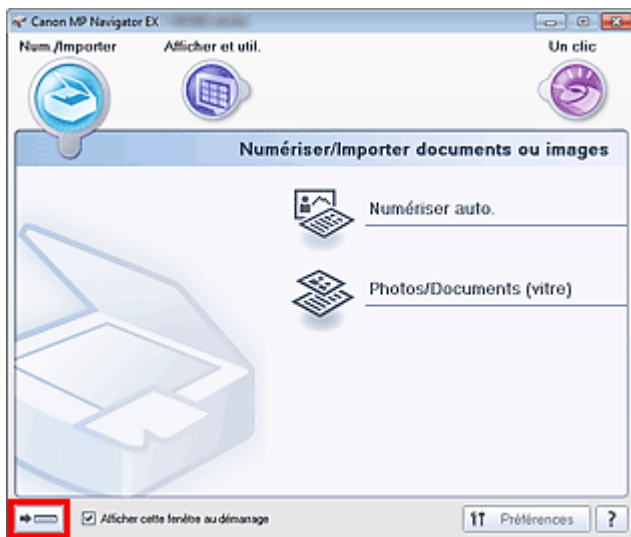 Canon MP Navigator EX
Num./Importer
Afficher et util.
Un clic
Numériser/Importer documents ou images
Numériser auto.
Photos/Documents (vitre)
Afficher cette fenêtre au démarrage
Préférences
?